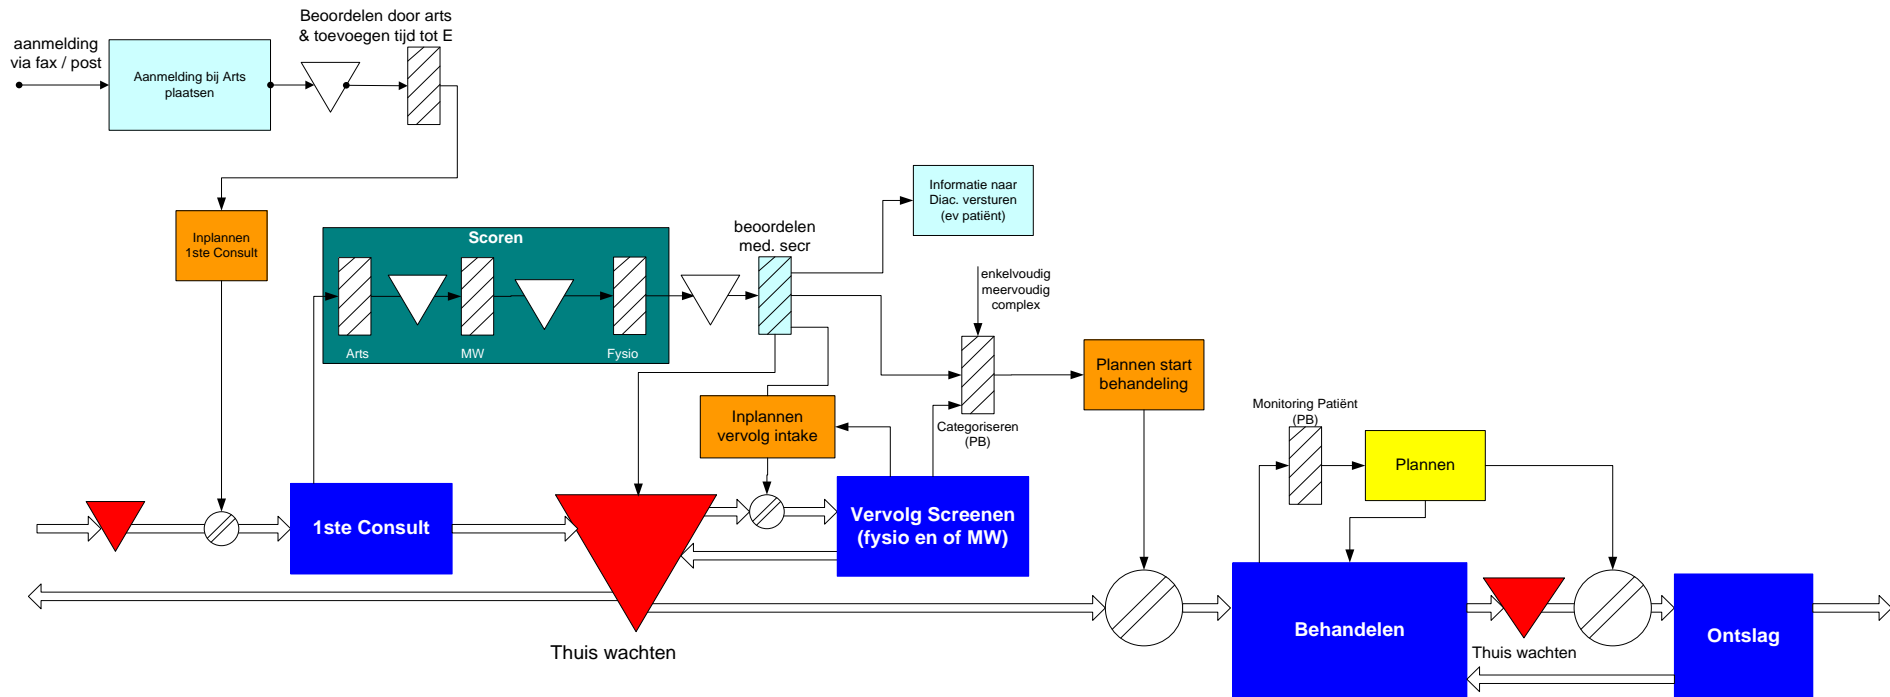 Beoordelen door arts
& toevoegen tijd tot E
aanmelding
via fax / post
Aanmelding bij Arts
plaatsen
Informatie naar
Diac. versturen
(ev patiënt)
Inplannen
1ste Consult
Scoren
beoordelen
med. secr
enkelvoudig
meervoudig
complex
Arts
MW
Fysio
Plannen start
behandeling
Inplannen
vervolg intake
Categoriseren
(PB)
Monitoring Patiënt
(PB)
Plannen
1ste Consult
Vervolg Screenen
(fysio en of MW)
Behandelen
Ontslag
Thuis wachten
Thuis wachten